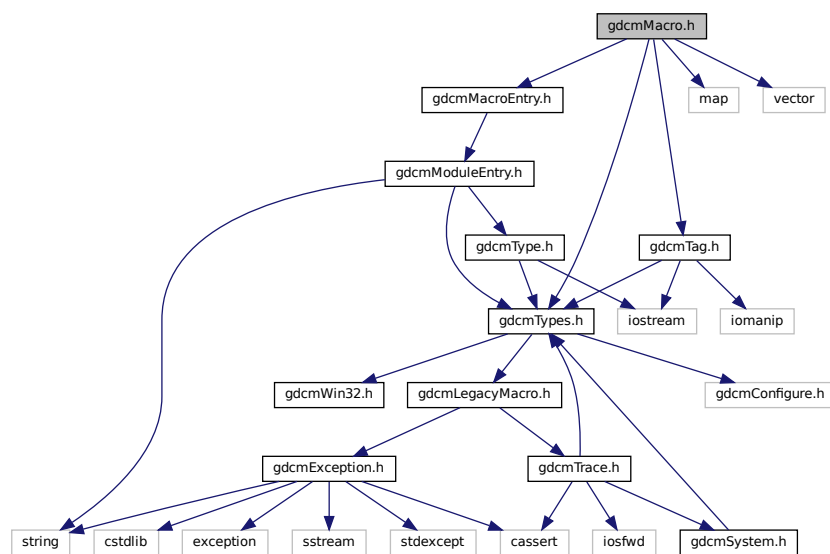 gdcmMacro.h
gdcmMacroEntry.h
map
vector
gdcmModuleEntry.h
gdcmType.h
gdcmTag.h
gdcmTypes.h
iostream
iomanip
gdcmWin32.h
gdcmLegacyMacro.h
gdcmConfigure.h
gdcmException.h
gdcmTrace.h
string
cstdlib
exception
sstream
stdexcept
cassert
iosfwd
gdcmSystem.h